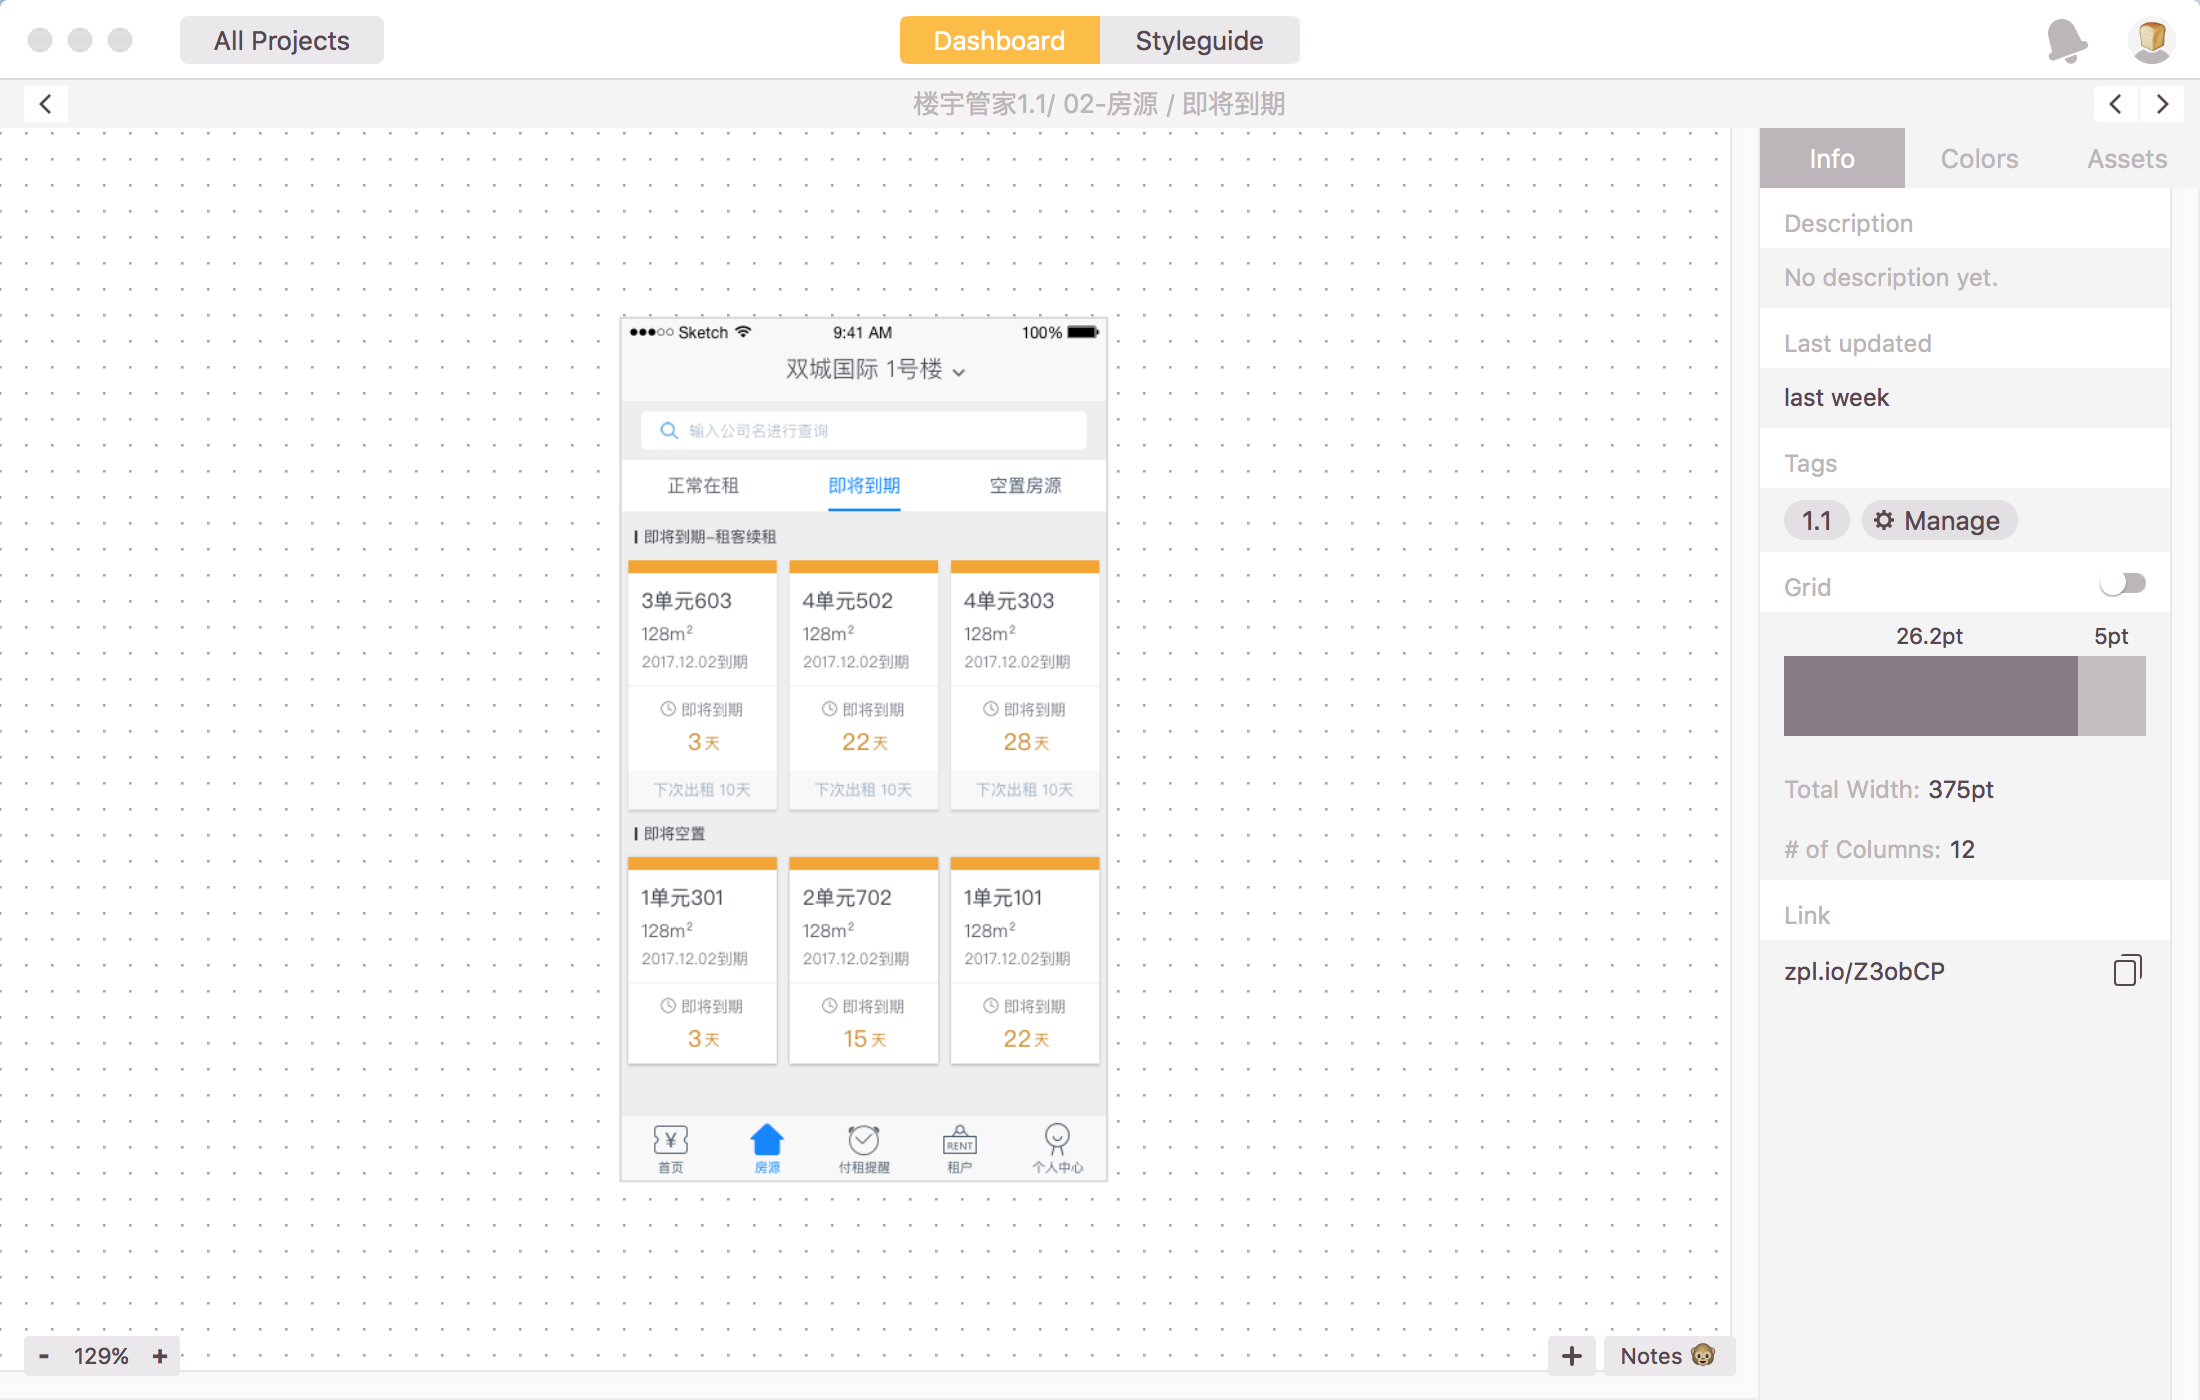 All Projects
Dashboard Styleguide
楼宇管家1.1/ 02-房源 / 即将到期
Info Colors Assets
Description
No description yet.
Last updated
last week
Tags
1.1 Manage
Grid
26.2pt 5pt
Total Width: 375pt
# of Columns: 12
Link
zpl.io/Z3obCP
Sketch 9:41 AM 100%
双城国际 1号楼
输入公司名进行查询
正常在租 即将到期 空置房源
即将到期-租客续租
3单元603 4单元502 4单元303
128m² 128m² 128m²
2017.12.02到期 2017.12.02到期 2017.12.02到期
即将到期 即将到期 即将到期
3天 22天 28天
下次出租 10天 下次出租 10天 下次出租 10天
即将空置
1单元301 2单元702 1单元101
128m² 128m² 128m²
2017.12.02到期 2017.12.02到期 2017.12.02到期
即将到期 即将到期 即将到期
3天 15天 22天
¥ RENT
首页 房源 付租提醒 租户 个人中心
- 129% +
+ Notes